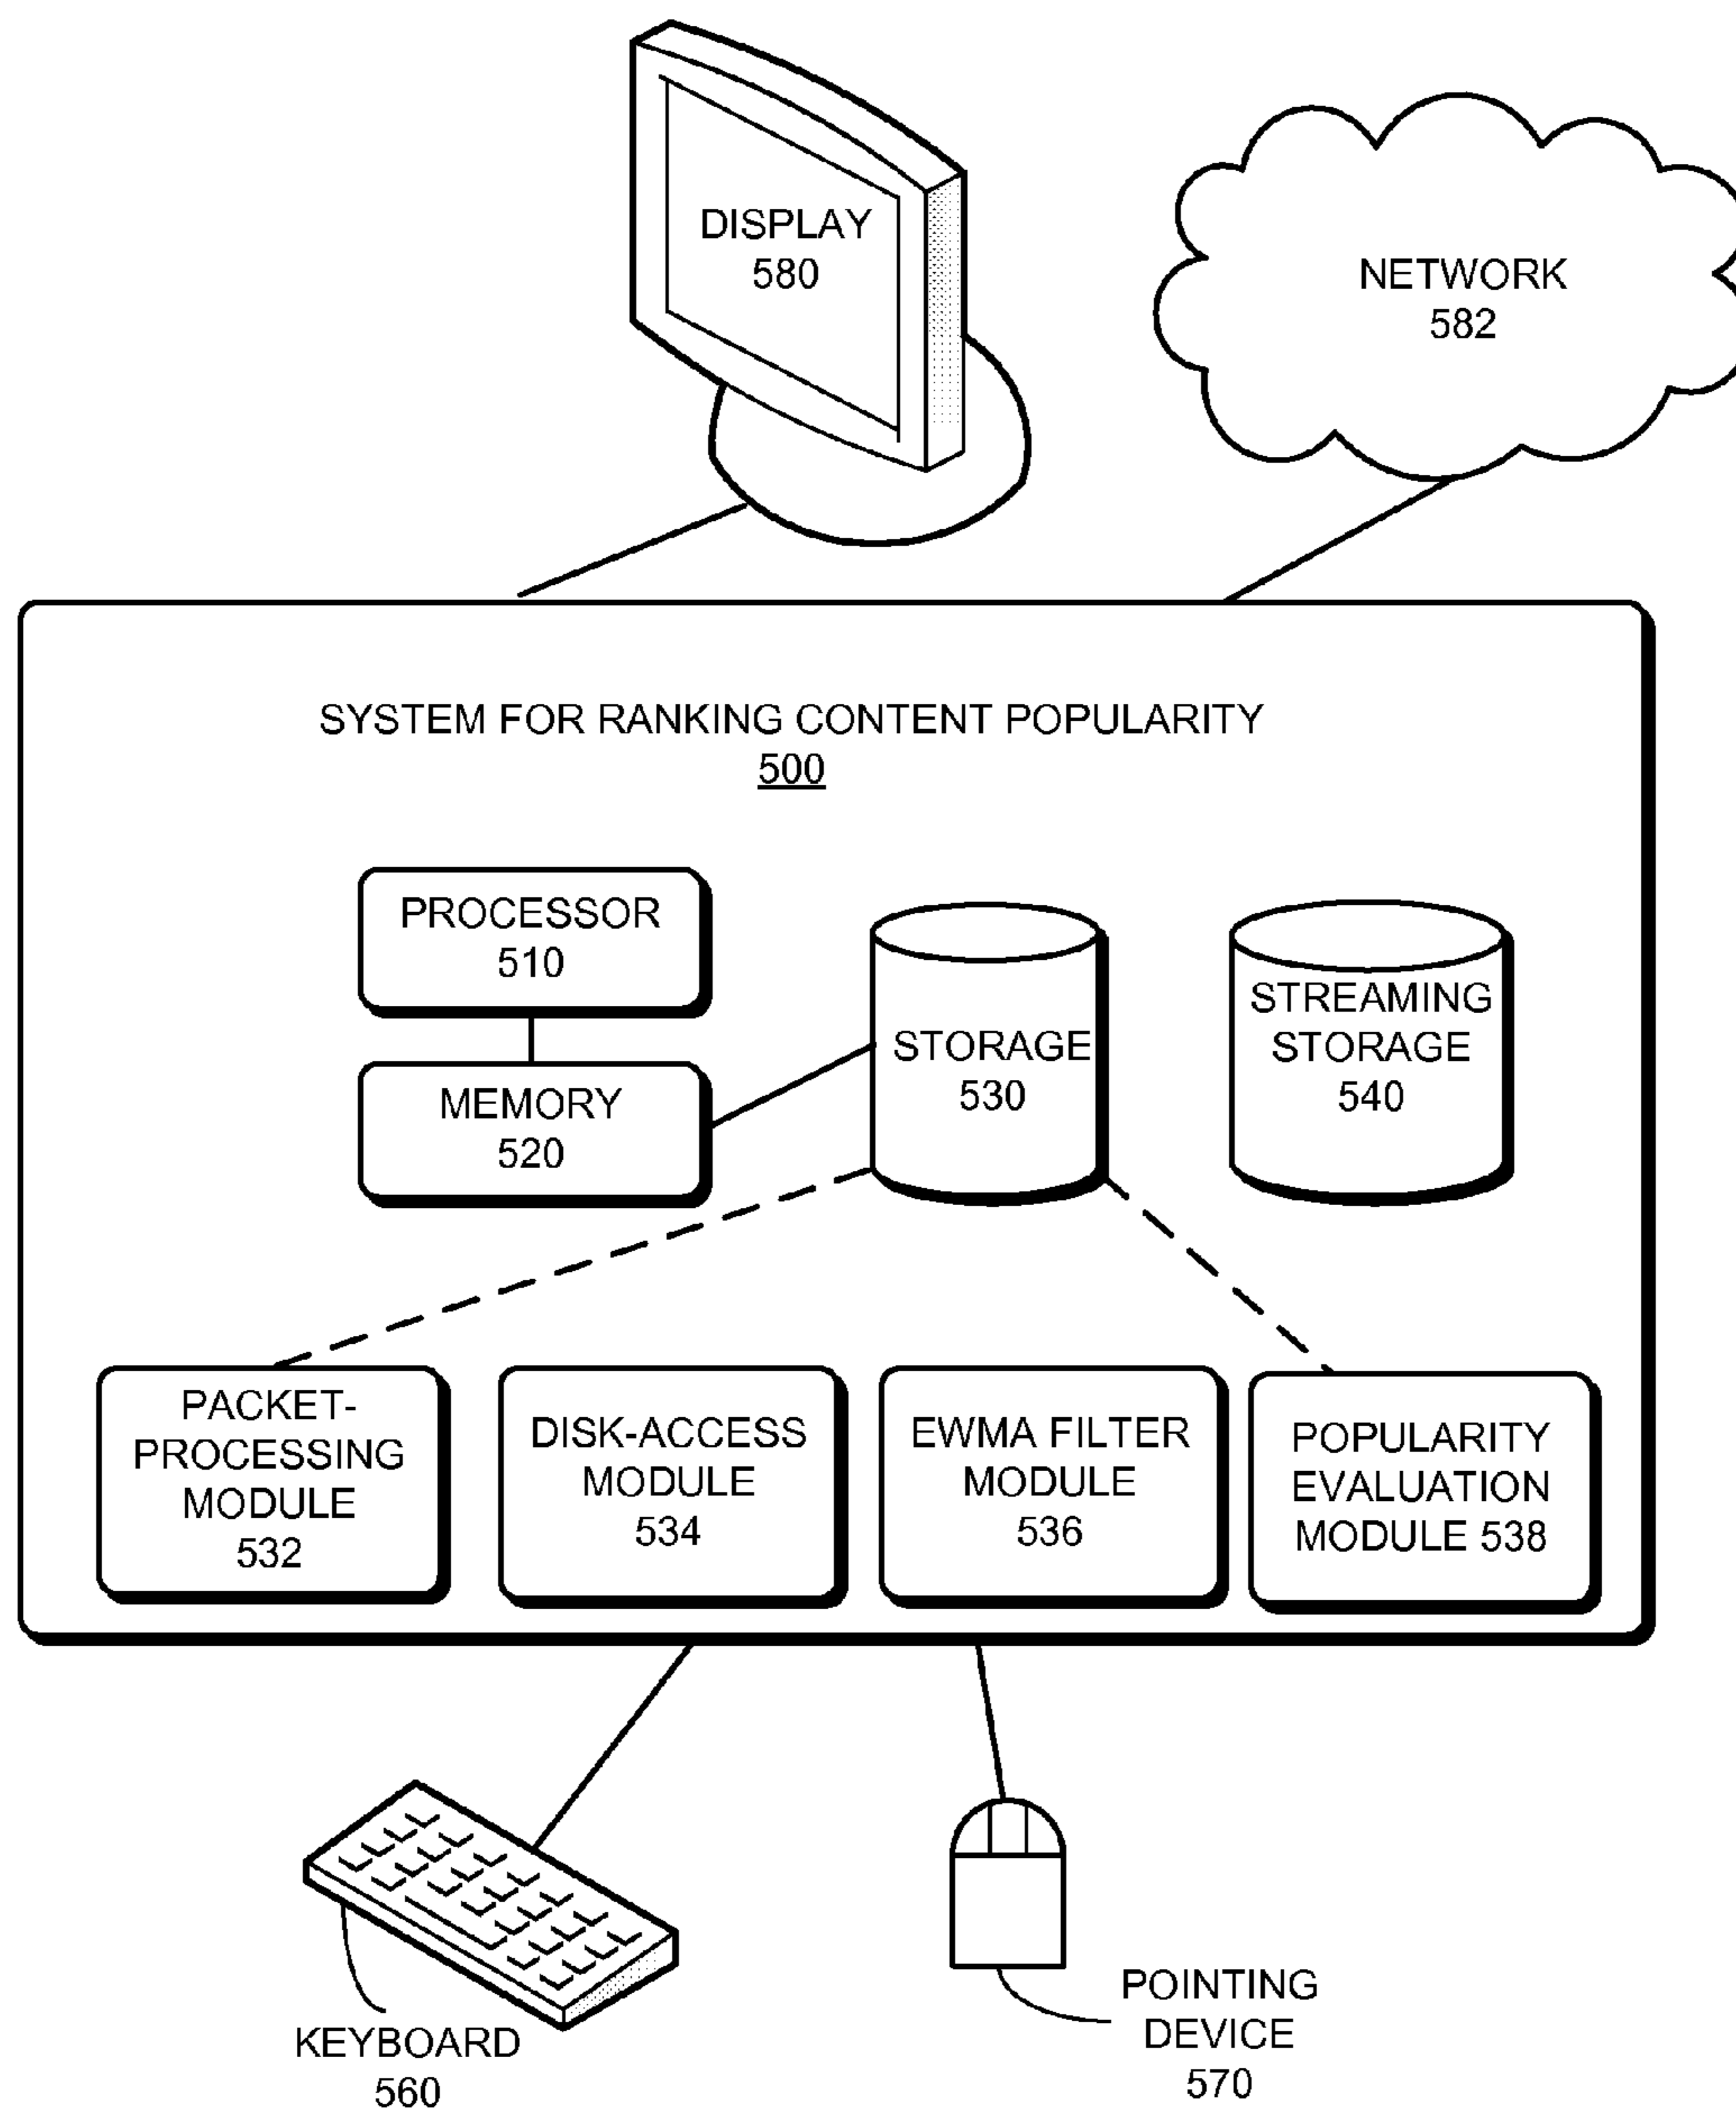 DISPLAY
580
NETWORK
582
SYSTEM FOR RANKING CONTENT POPULARITY
500
PROCESSOR
510
MEMORY
520
STORAGE
530
STREAMING
STORAGE
540
PACKET-
PROCESSING
MODULE
532
DISK-ACCESS
MODULE
534
EWMA FILTER
MODULE
536
POPULARITY
EVALUATION
MODULE 538
KEYBOARD
560
POINTING
DEVICE
570